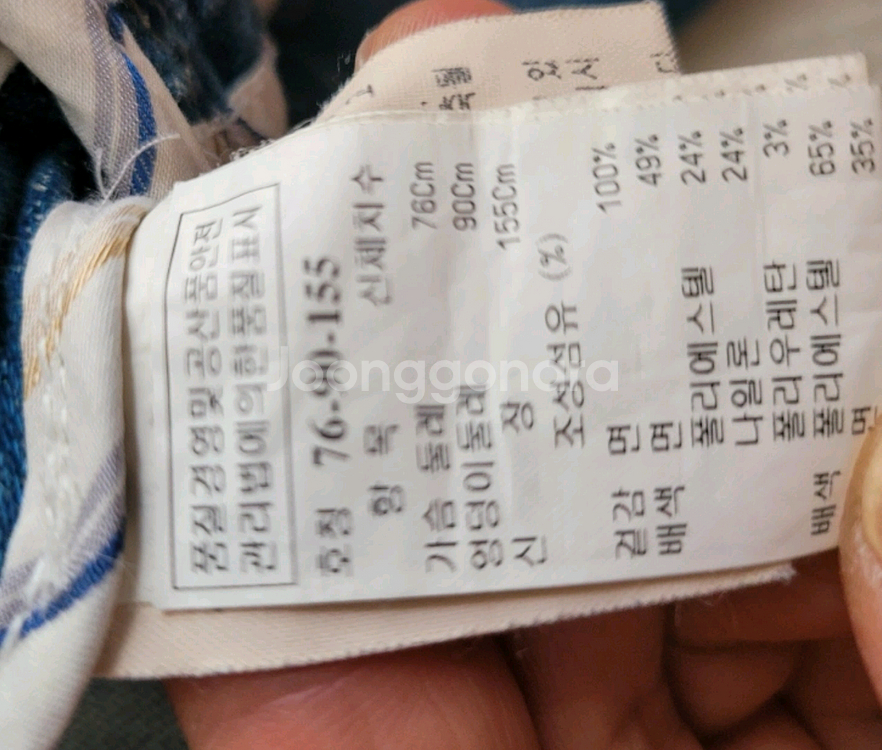 품질경영및공산품안전
관리법에의한품질표시
호칭 76-90-155
항 목 신체치수
가슴 둘레 76Cm
엉덩이둘레 90Cm
신 장 155Cm
조성섬유 (%)
겉감 면 100%
배색 면 49%
폴리에스텔 24%
나일론 24%
폴리우레탄 3%
배색 폴리에스텔 65%
면 35%
Joonggonara